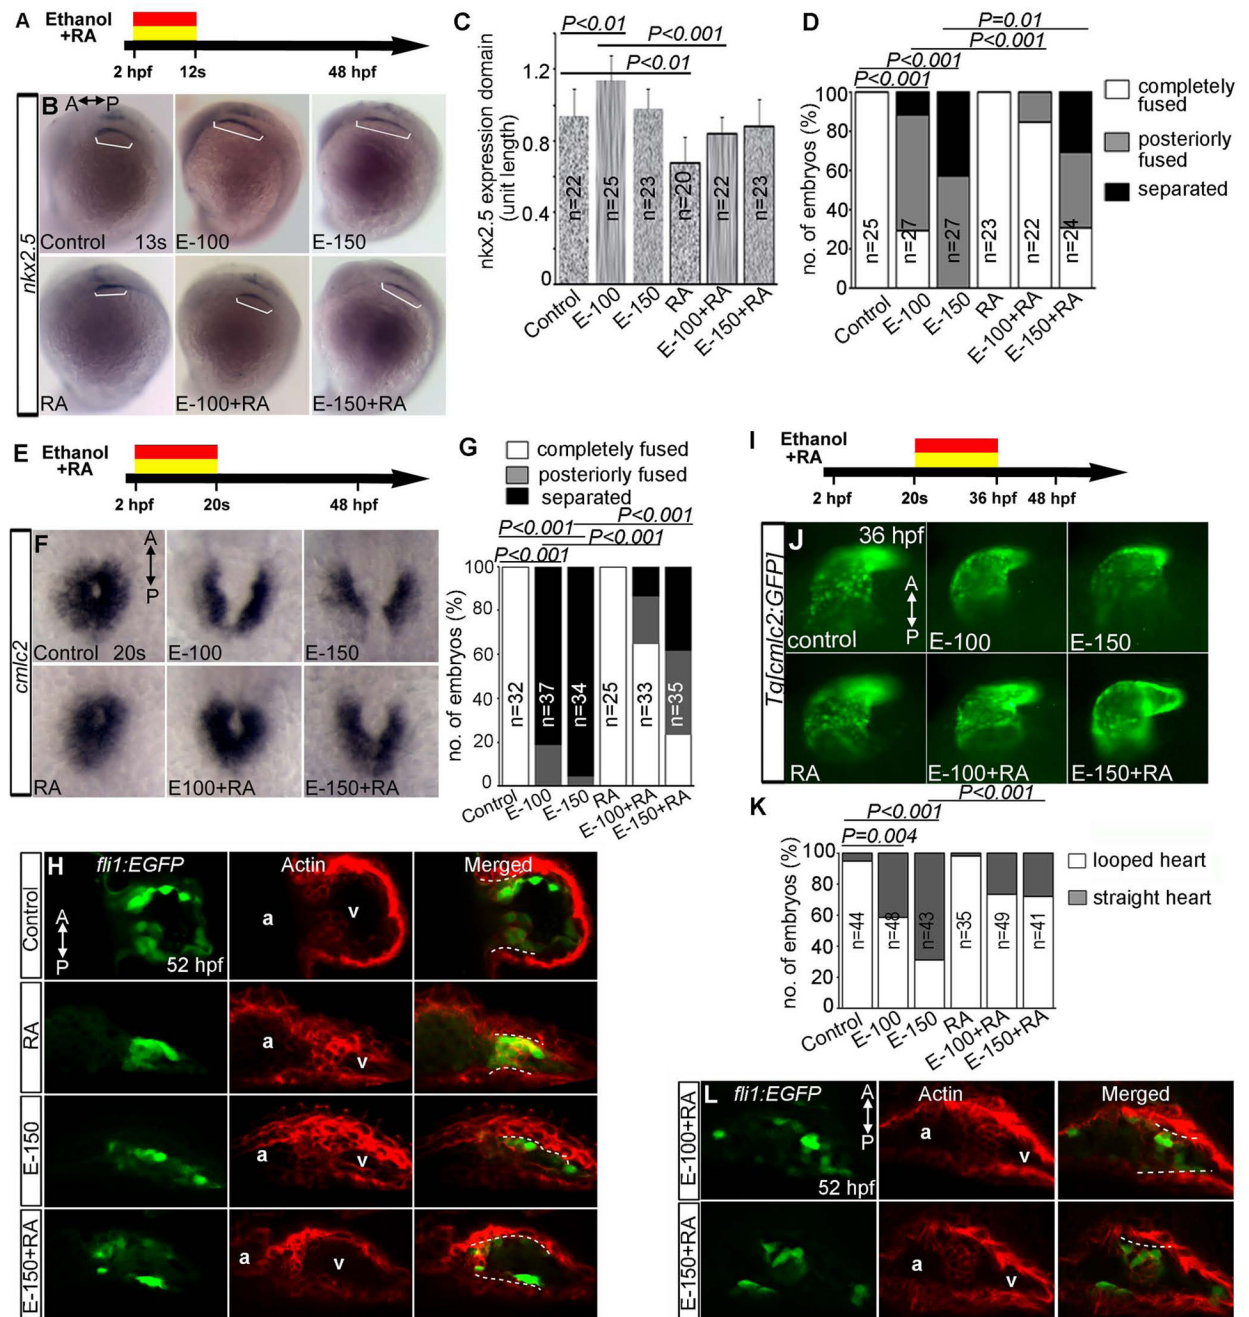 A
Ethanol
+RA
2 hpf
12s
48 hpf
nkx2.5
B
A P
Control
13s
E-100
E-150
RA
E-100+RA
E-150+RA
C
P<0.01
P<0.001
P<0.01
nkx2.5 expression domain
(unit length)
1.2
0.8
0.4
0
n=22
n=25
n=23
n=20
n=22
n=23
Control
E-100
E-150
RA
E-100+RA
E-150+RA
D
P=0.01
P<0.001
P<0.001
P<0.001
no. of embryos (%)
100
80
60
40
20
0
n=25
n=27
n=27
n=23
n=22
n=24
Control
E-100
E-150
RA
E-100+RA
E-150+RA
completely
fused
posteriorly
fused
separated
E
Ethanol
+RA
2 hpf
20s
48 hpf
cmlc2
F
A
P
Control 20s
E-100
E-150
RA
E100+RA
E-150+RA
G
completely fused
posteriorly fused
separated
P<0.001
P<0.001
P<0.001
P<0.001
no. of embryos (%)
100
80
60
40
20
0
n=32
n=37
n=34
n=25
n=33
n=35
Control
E-100
E-150
RA
E-100+RA
E-150+RA
H
fli1:EGFP
Actin
Merged
Control
A
P
52 hpf
a
v
RA
a
v
E-150
a
v
E-150+RA
a
v
I
Ethanol
+RA
2 hpf
20s
36 hpf
48 hpf
Tg[cmlc2:GFP]
J
36 hpf
A
P
control
E-100
E-150
RA
E-100+RA
E-150+RA
K
P<0.001
P<0.001
P=0.004
no. of embryos (%)
100
80
60
40
20
0
n=44
n=48
n=43
n=35
n=49
n=41
Control
E-100
E-150
RA
E-100+RA
E-150+RA
looped heart
straight heart
L
fli1:EGFP
Actin
Merged
E-100+RA
A
P
52 hpf
a
v
A
P
E-150+RA
a
v